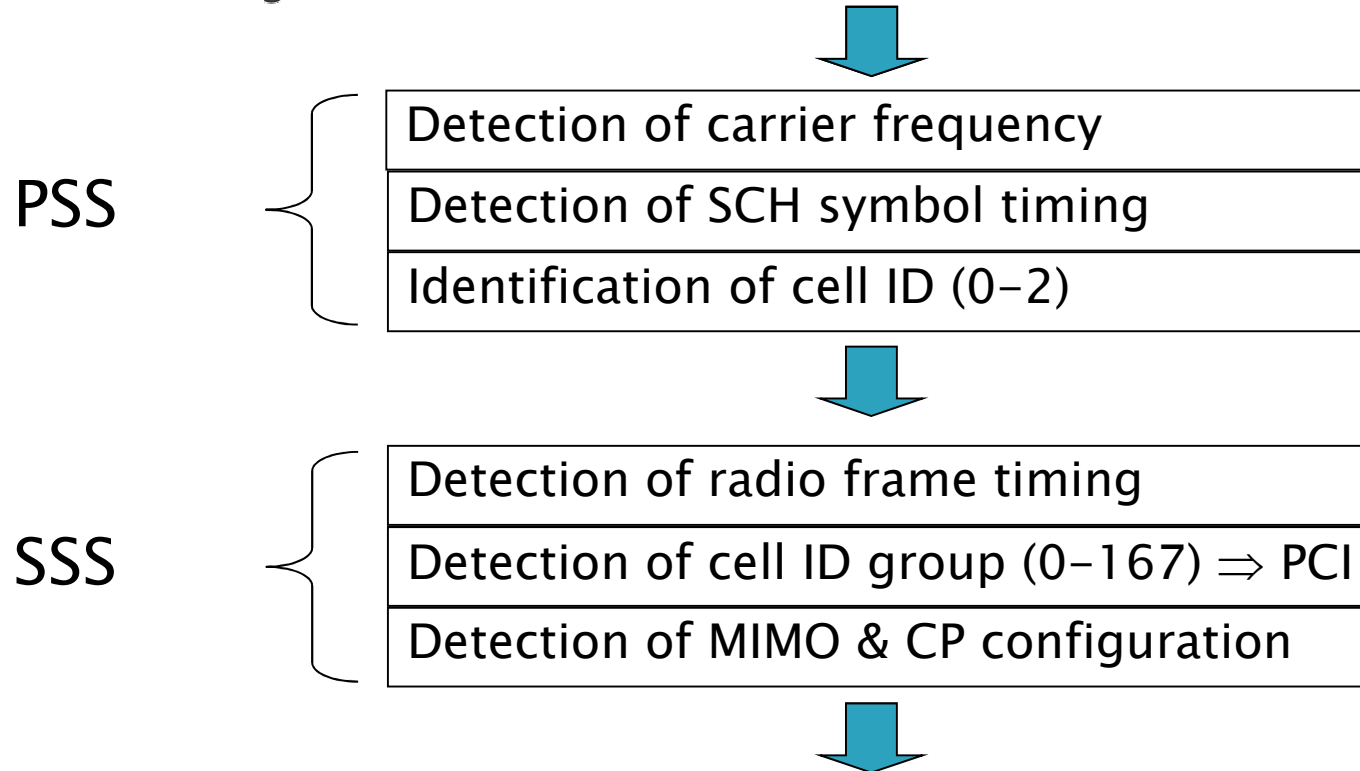 PSS
Detection of carrier frequency
Detection of SCH symbol timing
Identification of cell ID (0–2)
SSS
Detection of radio frame timing
Detection of cell ID group (0–167) ⇒ PCI
Detection of MIMO & CP configuration